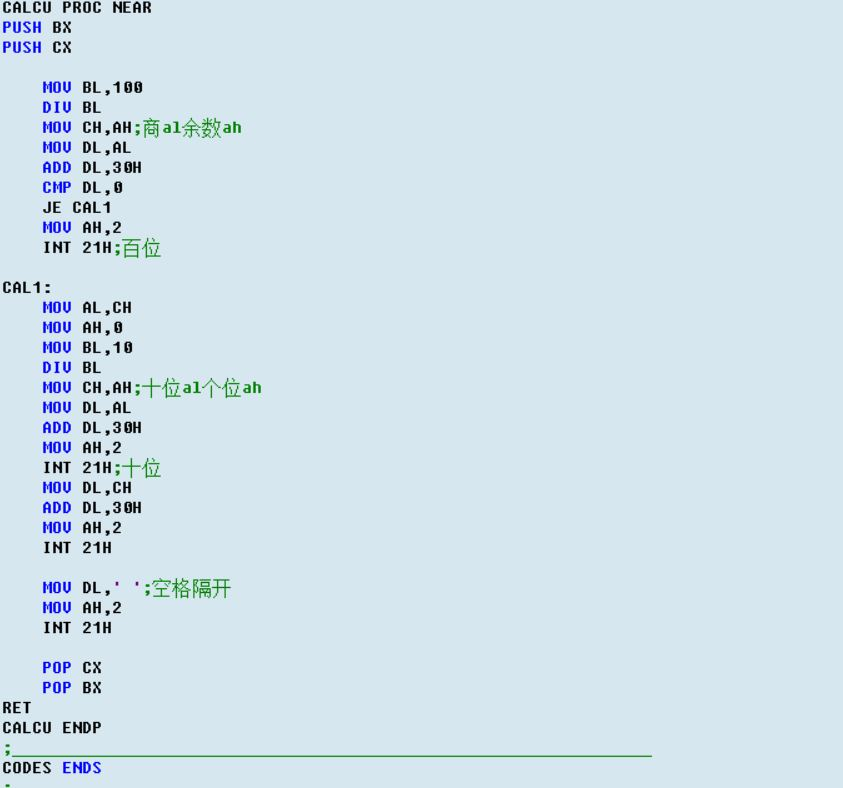 CALCU PROC NEAR
PUSH BX
PUSH CX
MOV BL,100
DIV BL
MOV CH,AH;商al余数ah
MOV DL,AL
ADD DL,30H
CMP DL,0
JE CAL1
MOV AH,2
INT 21H;百位
CAL1:
MOV AL,CH
MOV AH,0
MOV BL,10
DIV BL
MOV CH,AH;十位al个位ah
MOV DL,AL
ADD DL,30H
MOV AH,2
INT 21H;十位
MOV DL,CH
ADD DL,30H
MOV AH,2
INT 21H
MOV DL,' ';空格隔开
MOV AH,2
INT 21H
POP CX
POP BX
RET
CALCU ENDP
;________________________________________________________________
CODES ENDS